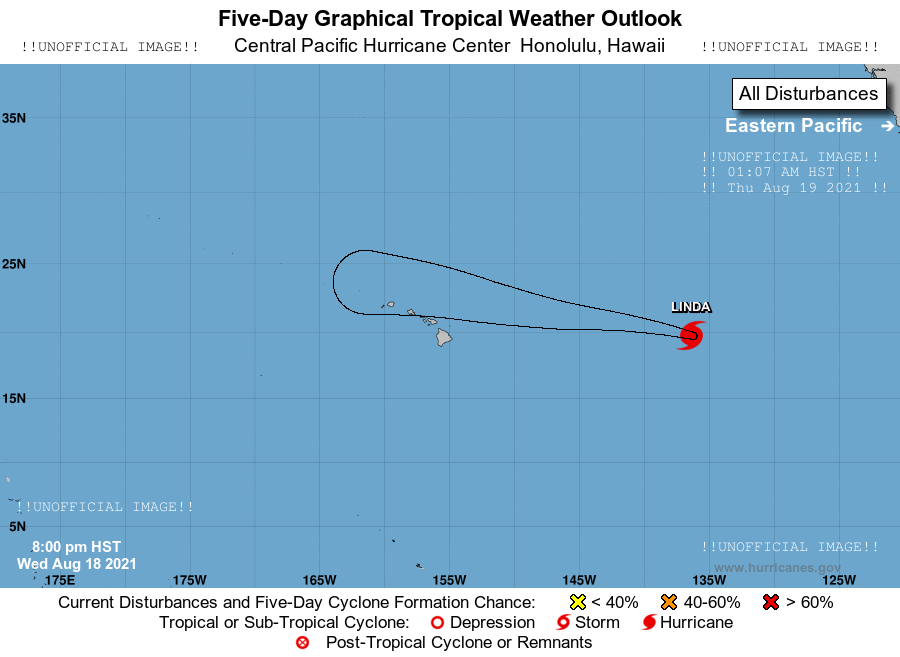 Five-Day Graphical Tropical Weather Outlook
!!UNOFFICIAL IMAGE!! Central Pacific Hurricane Center Honolulu, Hawaii !!UNOFFICIAL IMAGE!!
All Disturbances
35N
Eastern Pacific ➔
!!UNOFFICIAL IMAGE!!
!! 01:07 AM HST !!
!! Thu Aug 19 2021 !!
25N
LINDA
15N
!!UNOFFICIAL IMAGE!!
5N
8:00 pm HST
Wed Aug 18 2021
!!UNOFFICIAL IMAGE!!
www.hurricanes.gov
175E 175W 165W 155W 145W 135W 125W
Current Disturbances and Five-Day Cyclone Formation Chance: < 40% 40-60% > 60%
Tropical or Sub-Tropical Cyclone: Depression Storm Hurricane
Post-Tropical Cyclone or Remnants